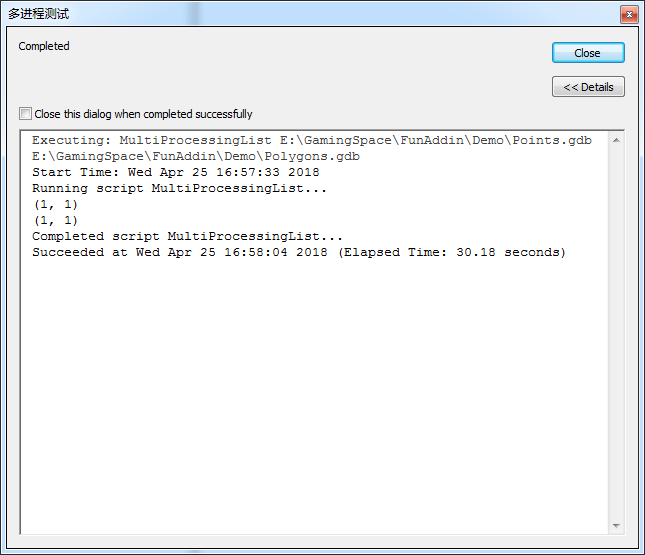 多进程测试
Completed
Close
<< Details
Close this dialog when completed successfully
Executing: MultiProcessingList E:\GamingSpace\FunAddin\Demo\Points.gdb
E:\GamingSpace\FunAddin\Demo\Polygons.gdb
Start Time: Wed Apr 25 16:57:33 2018
Running script MultiProcessingList...
(1, 1)
(1, 1)
Completed script MultiProcessingList...
Succeeded at Wed Apr 25 16:58:04 2018 (Elapsed Time: 30.18 seconds)